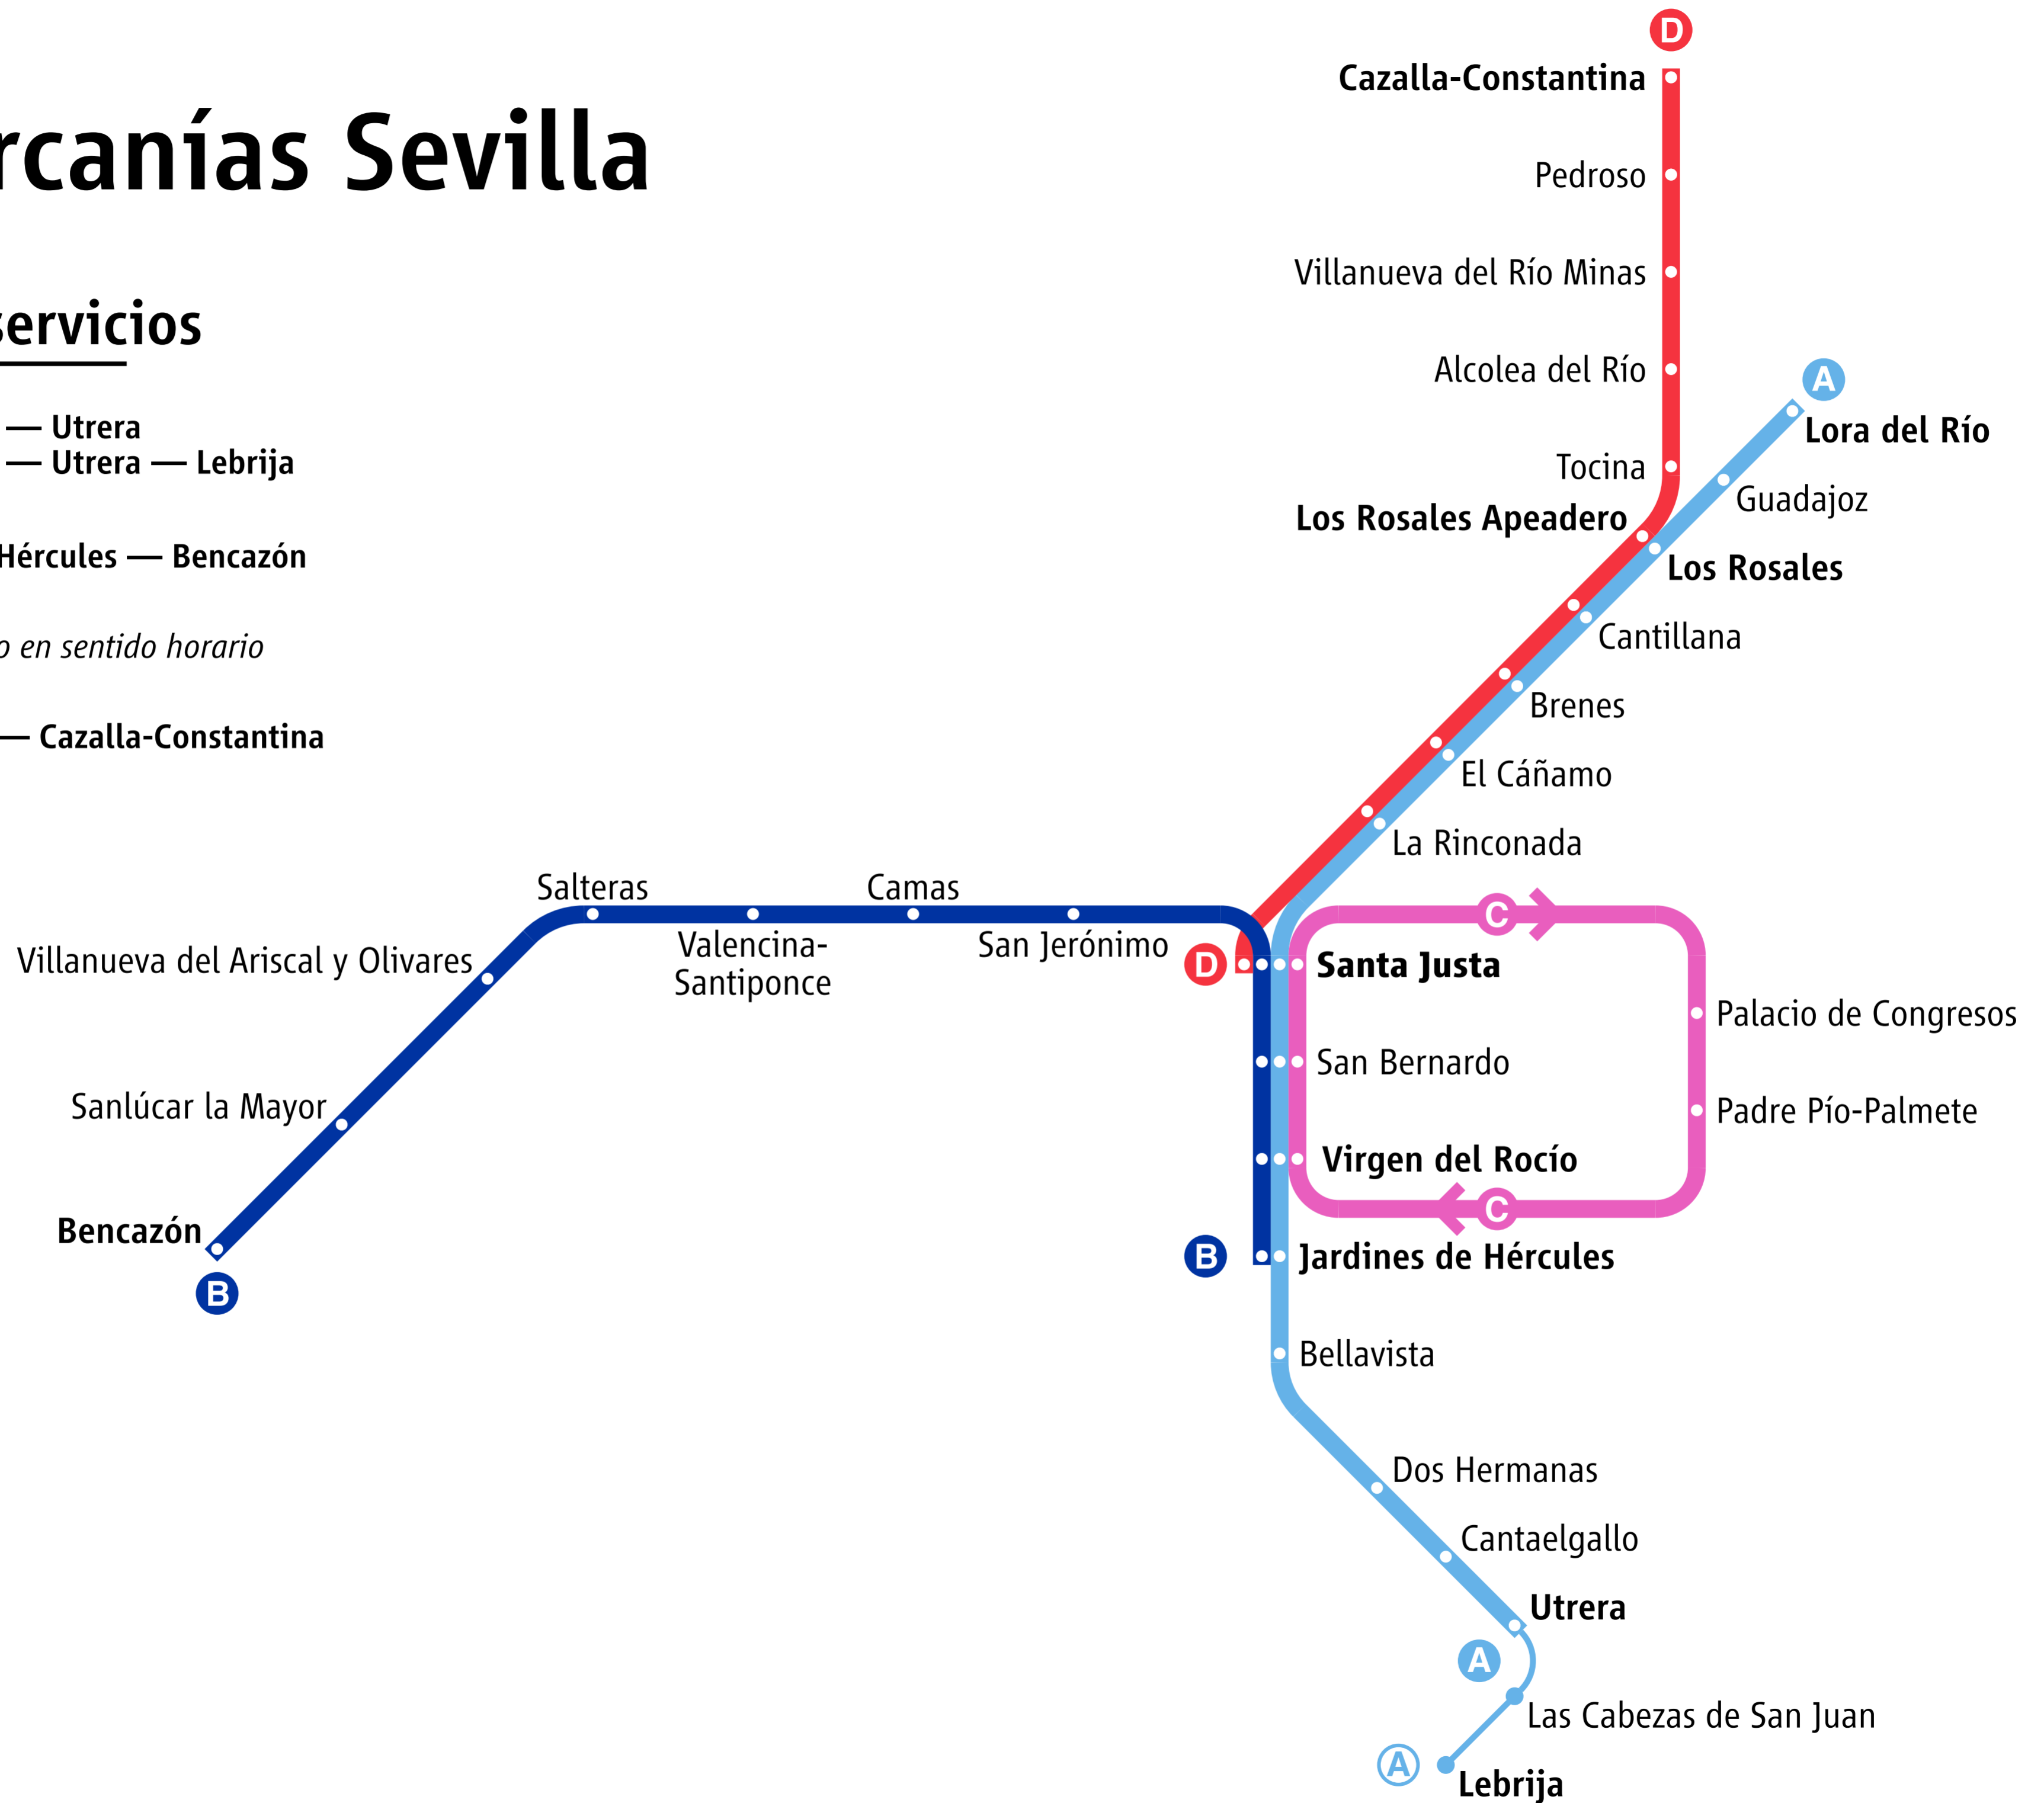 rcanías Sevilla
servicios
— Utrera
— Utrera — Lebrija
Hércules — Bencazón
o en sentido horario
— Cazalla-Constantina
D
Cazalla-Constantina
Pedroso
Villanueva del Río Minas
Alcolea del Río
A
Lora del Río
Tocina
Guadajoz
Los Rosales Apeadero
Los Rosales
Cantillana
Brenes
El Cáñamo
La Rinconada
Salteras
Camas
C
Villanueva del Ariscal y Olivares
Valencina-
Santiponce
San Jerónimo
D
Santa Justa
Palacio de Congresos
San Bernardo
Sanlúcar la Mayor
Padre Pío-Palmete
Virgen del Rocío
C
Bencazón
B
B
Jardines de Hércules
Bellavista
Dos Hermanas
Cantaelgallo
Utrera
A
Las Cabezas de San Juan
A
Lebrija